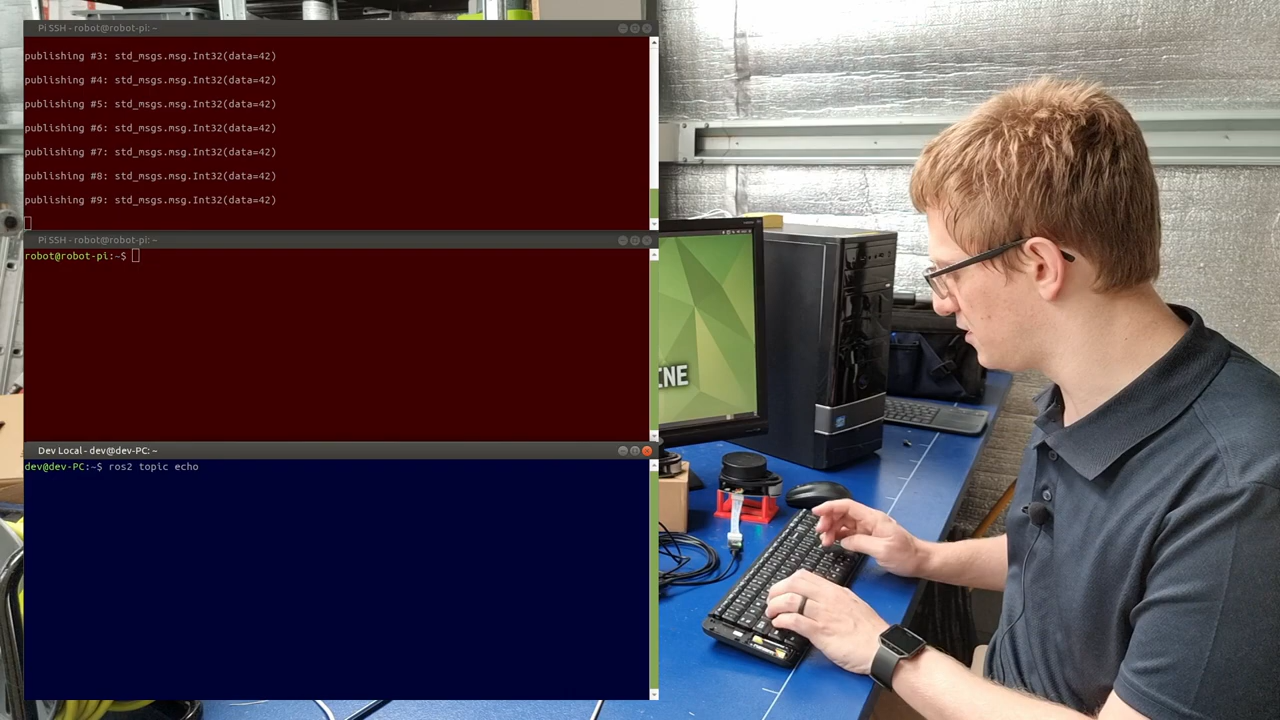 Pi SSH - robot@robot-pi: ~
publishing #3: std_msgs.msg.Int32(data=42)
publishing #4: std_msgs.msg.Int32(data=42)
publishing #5: std_msgs.msg.Int32(data=42)
publishing #6: std_msgs.msg.Int32(data=42)
publishing #7: std_msgs.msg.Int32(data=42)
publishing #8: std_msgs.msg.Int32(data=42)
publishing #9: std_msgs.msg.Int32(data=42)
Pi SSH - robot@robot-pi: ~
robot@robot-pi:~$
Dev Local - dev@dev-PC: ~
dev@dev-PC:~$ ros2 topic echo
INE